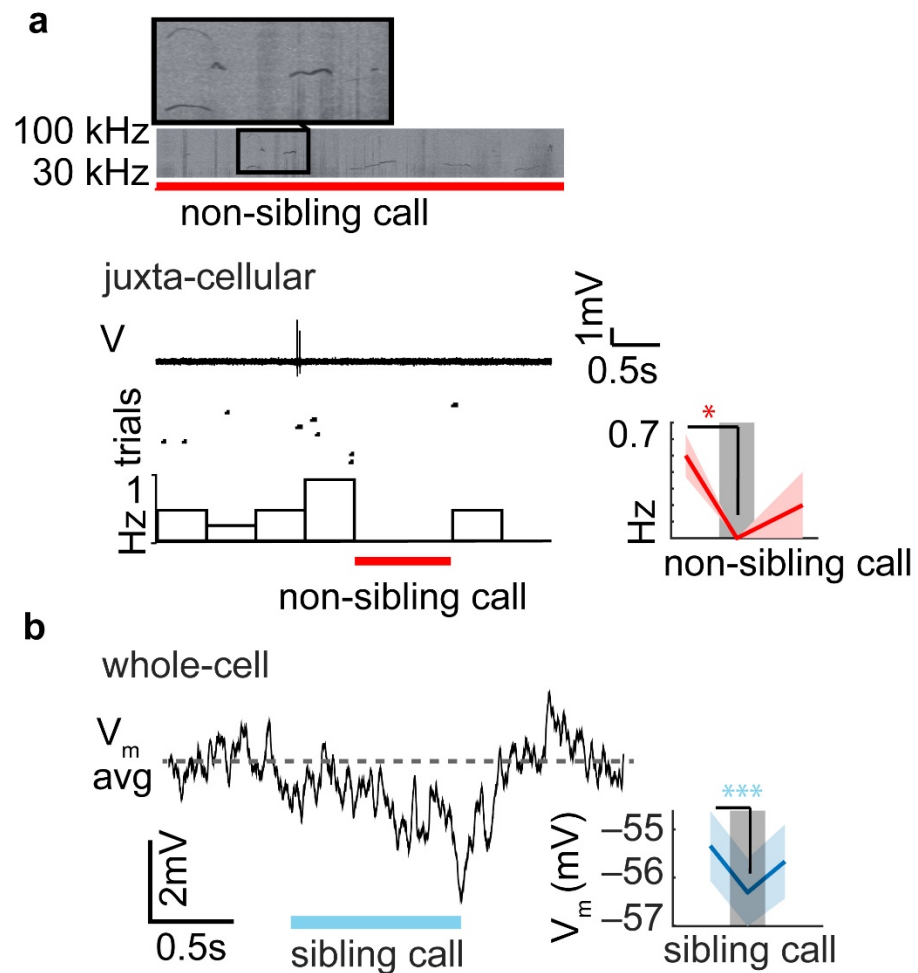 a
100 kHz
30 kHz
non-sibling call
juxta-cellular
V
1mV
0.5s
trials
1
Hz
non-sibling call
*
0.7
Hz
non-sibling call
b
whole-cell
Vm
avg
2mV
0.5s
sibling call
***
–55
–56
–57
Vm (mV)
sibling call